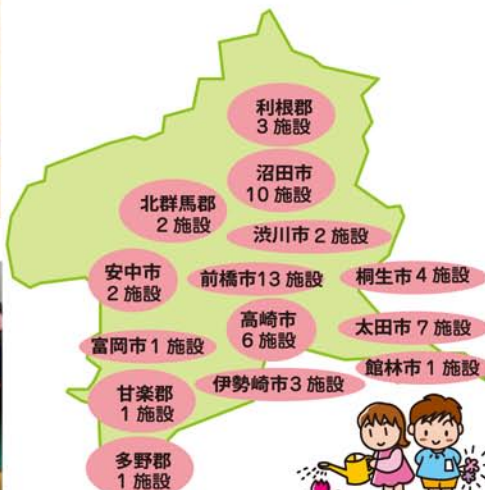 利根郡
3 施設
沼田市
10 施設
北群馬郡
2 施設
渋川市 2 施設
安中市
2 施設
前橋市13 施設
桐生市 4 施設
高崎市
6 施設
太田市 7 施設
富岡市 1 施設
館林市 1 施設
甘楽郡
1 施設
伊勢崎市 3 施設
多野郡
1 施設